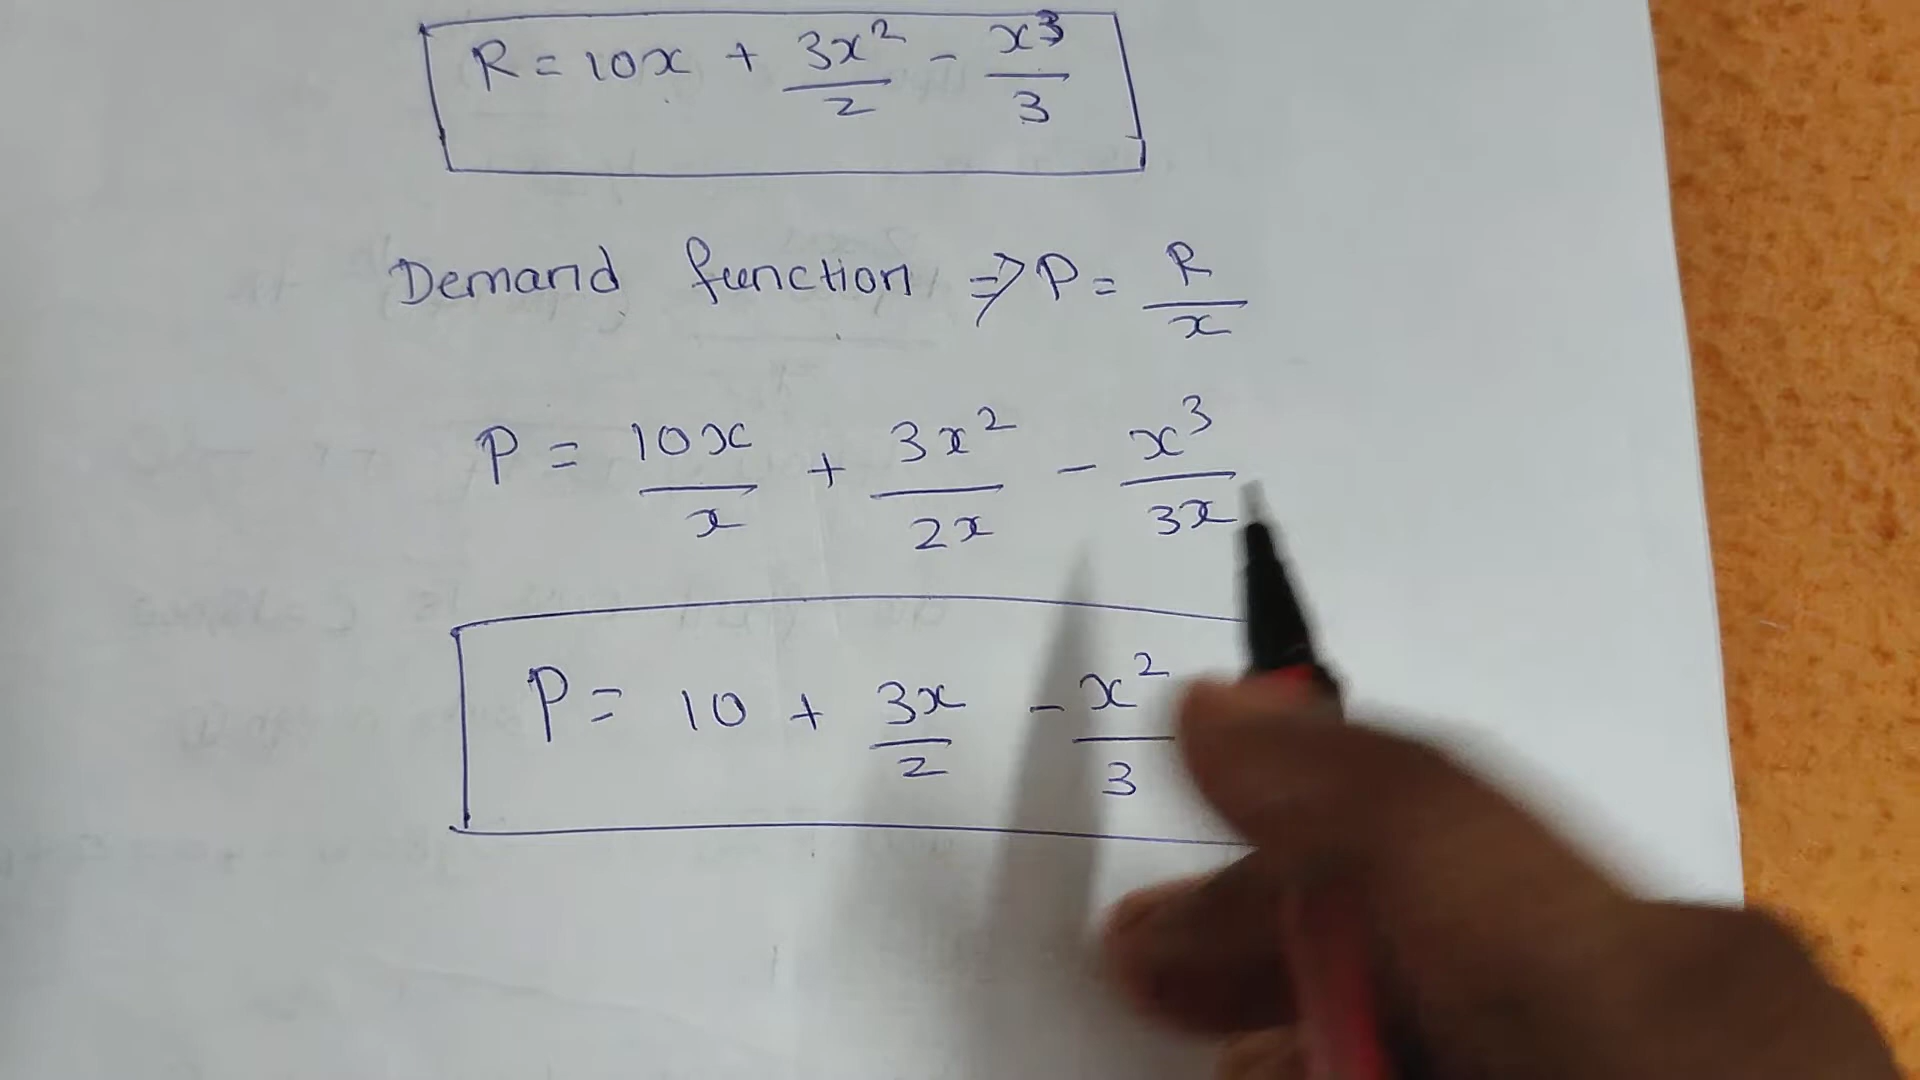 R = 10x + 3x²/2 - x³/3
Demand function ⇒ P = R/x
P = 10x/x + 3x²/2x - x³/3x
P = 10 + 3x/2 - x²/3